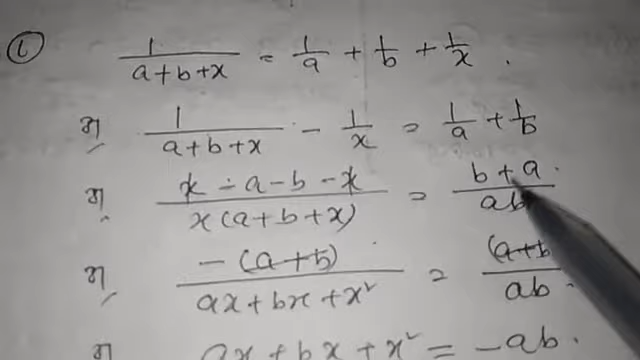 (i) 1/(a+b+x) = 1/a + 1/b + 1/x .
या, 1/(a+b+x) - 1/x = 1/a + 1/b
या, (x - a - b - x)/(x(a+b+x)) = (b+a)/ab
या, -(a+b)/(ax+bx+x²) = (a+b)/ab .
या ax + bx + x² = -ab.